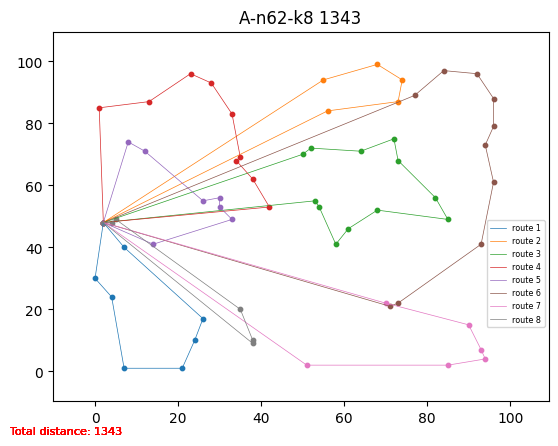 A-n62-k8 1343
100
80
60
40
20
0
0 20 40 60 80 100
route 1
route 2
route 3
route 4
route 5
route 6
route 7
route 8
Total distance: 1343